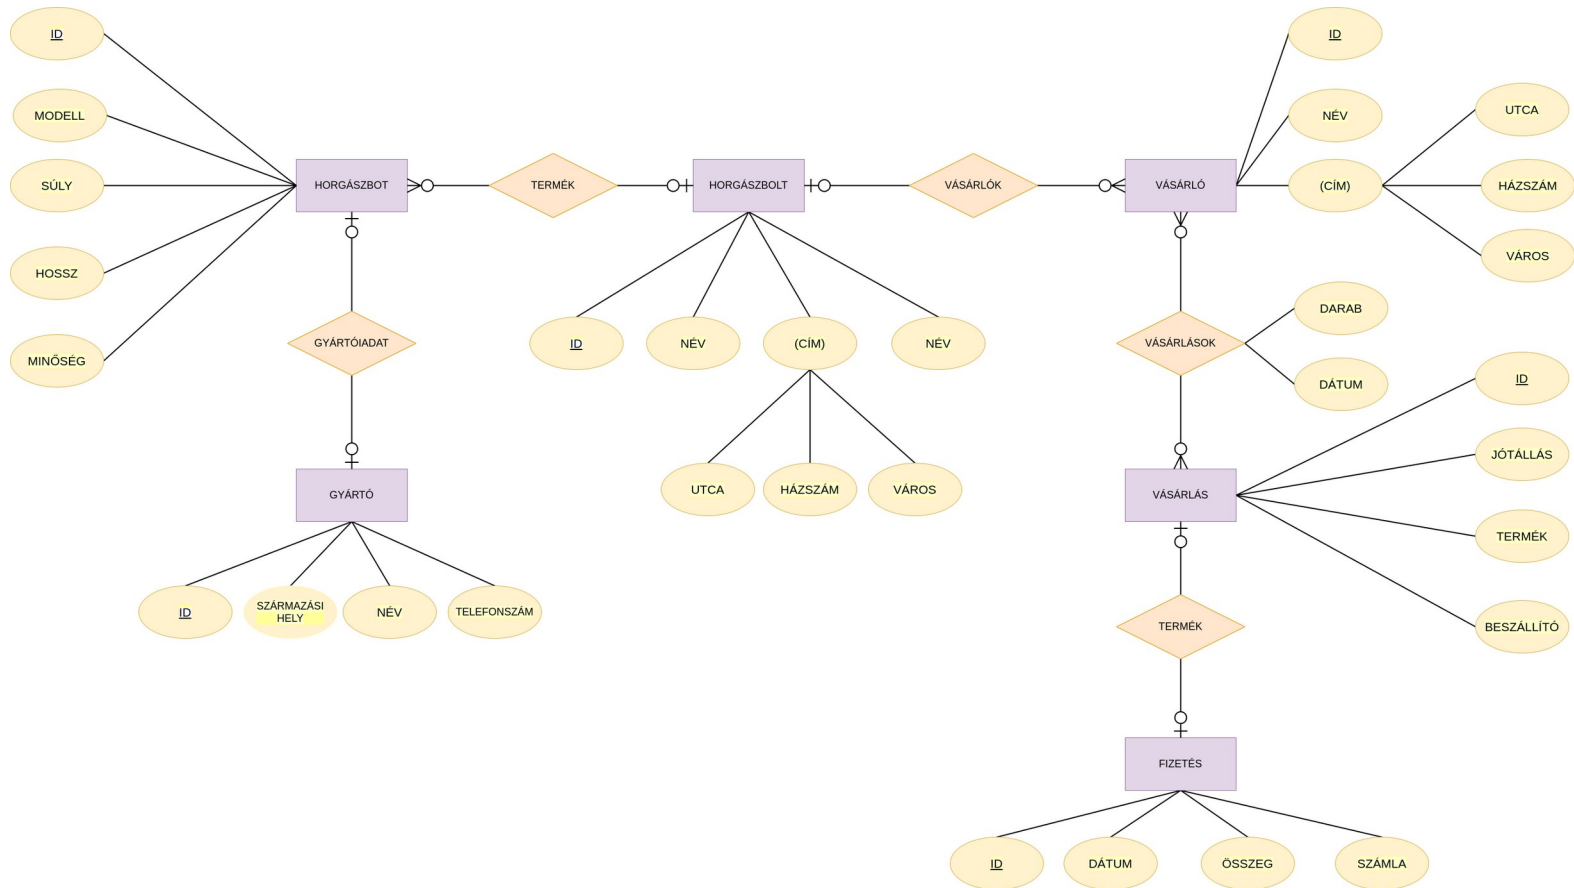 ID
ID
MODELL
NÉV
UTCA
SÚLY
HORGÁSZBOT
TERMÉK
HORGÁSZBOLT
VÁSÁRLÓK
VÁSÁRLÓ
(CÍM)
HÁZSZÁM
HOSSZ
VÁROS
DARAB
MINŐSÉG
GYÁRTÓIADAT
ID
NÉV
(CÍM)
NÉV
VÁSÁRLÁSOK
DÁTUM
ID
JÓTÁLLÁS
GYÁRTÓ
UTCA
HÁZSZÁM
VÁROS
VÁSÁRLÁS
TERMÉK
ID
SZÁRMAZÁSI
HELY
NÉV
TELEFONSZÁM
TERMÉK
BESZÁLLÍTÓ
FIZETÉS
ID
DÁTUM
ÖSSZEG
SZÁMLA